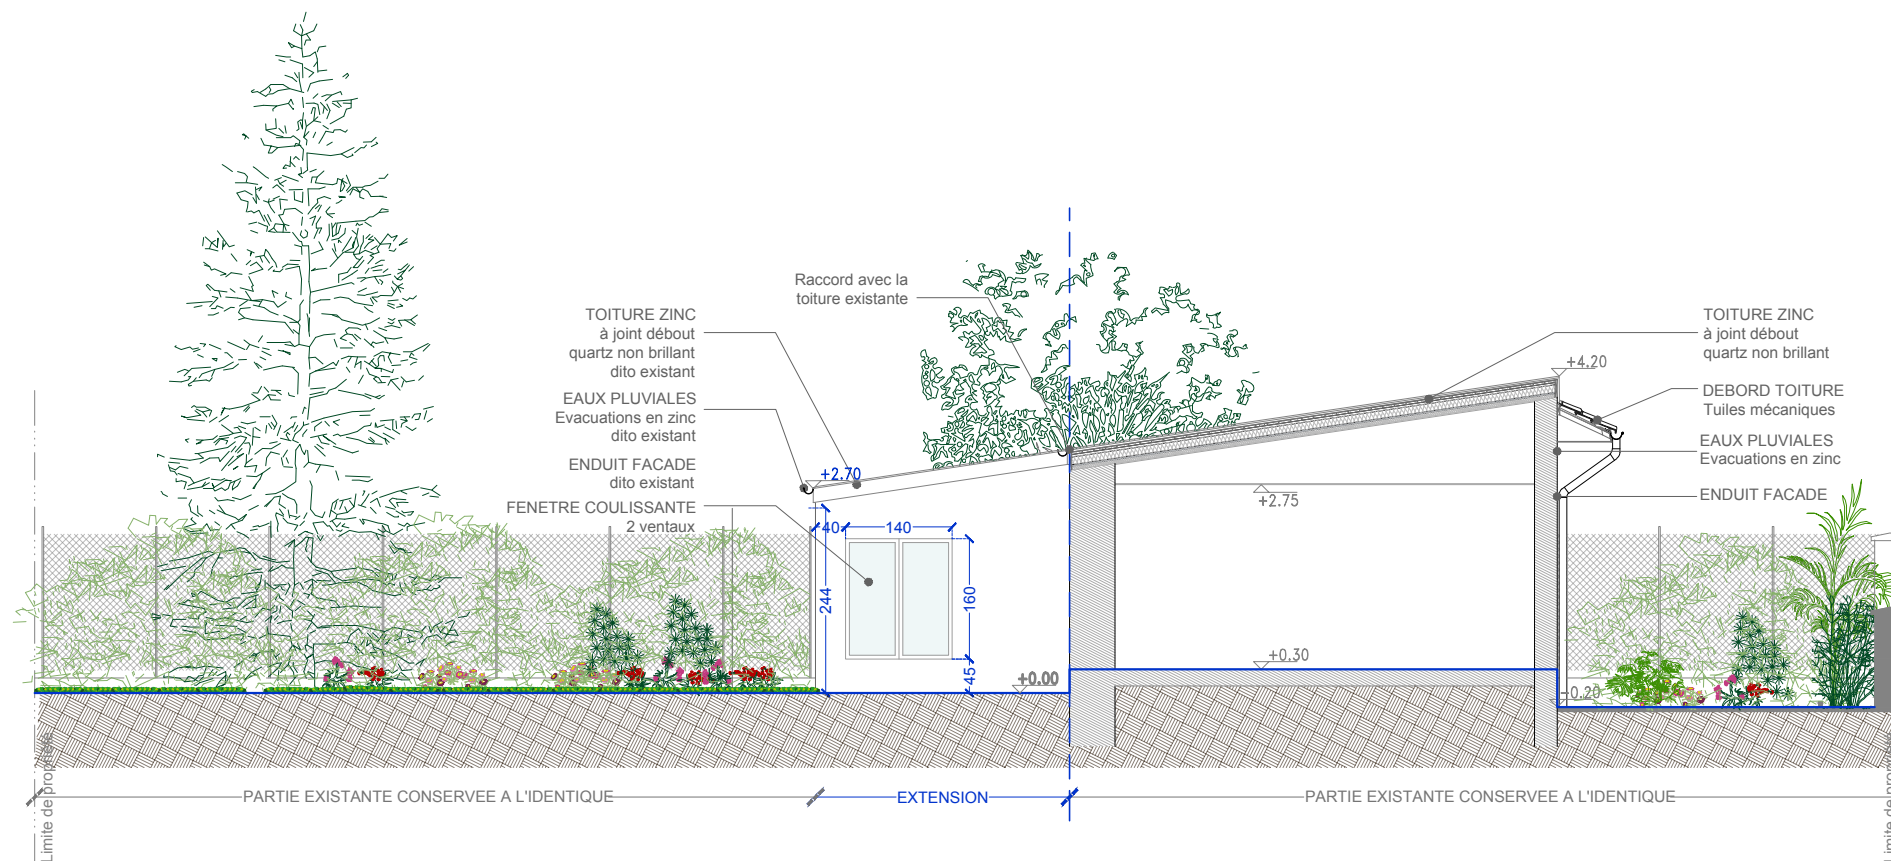 Raccord avec la
toiture existante
TOITURE ZINC
à joint débout
quartz non brillant
dito existant
EAUX PLUVIALES
Evacuations en zinc
dito existant
ENDUIT FACADE
dito existant
FENETRE COULISSANTE
2 ventaux
+2.70
40
140
244
160
45
+0.00
+2.75
+0.30
+4.20
-0.20
TOITURE ZINC
à joint débout
quartz non brillant
DEBORD TOITURE
Tuiles mécaniques
EAUX PLUVIALES
Evacuations en zinc
ENDUIT FACADE
Limite de propriété
PARTIE EXISTANTE CONSERVEE A L'IDENTIQUE
EXTENSION
PARTIE EXISTANTE CONSERVEE A L'IDENTIQUE
Limite de propriété